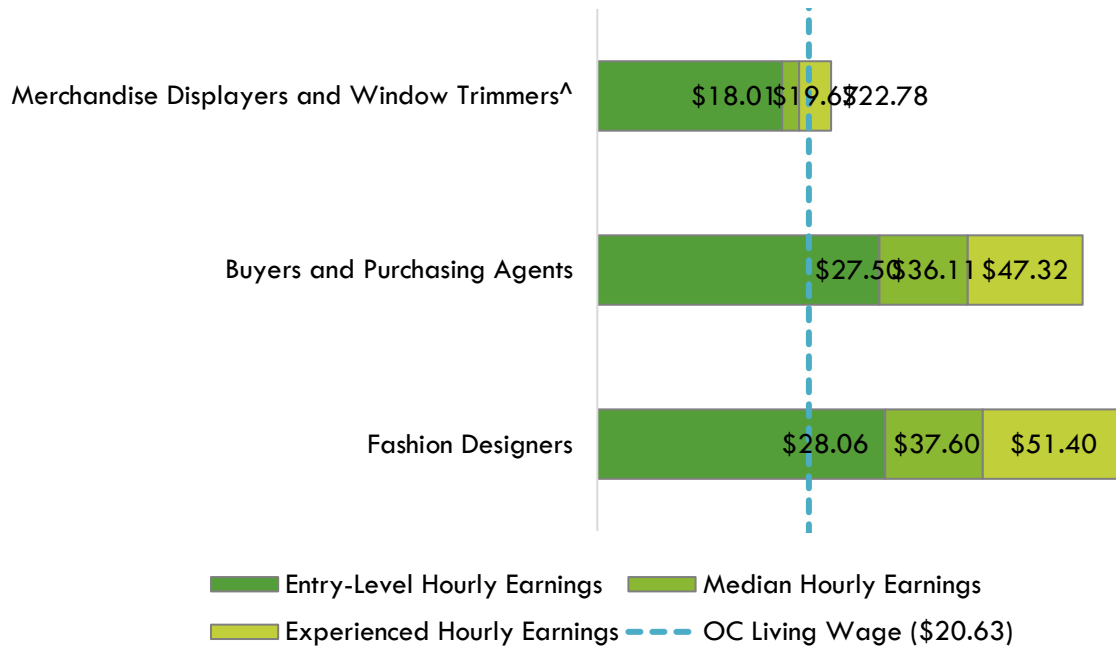 Merchandise Displayers and Window Trimmers^
$18.01 $19.67 $22.78
Buyers and Purchasing Agents
$27.50 $36.11 $47.32
Fashion Designers
$28.06 $37.60 $51.40
Entry-Level Hourly Earnings Median Hourly Earnings
Experienced Hourly Earnings OC Living Wage ($20.63)